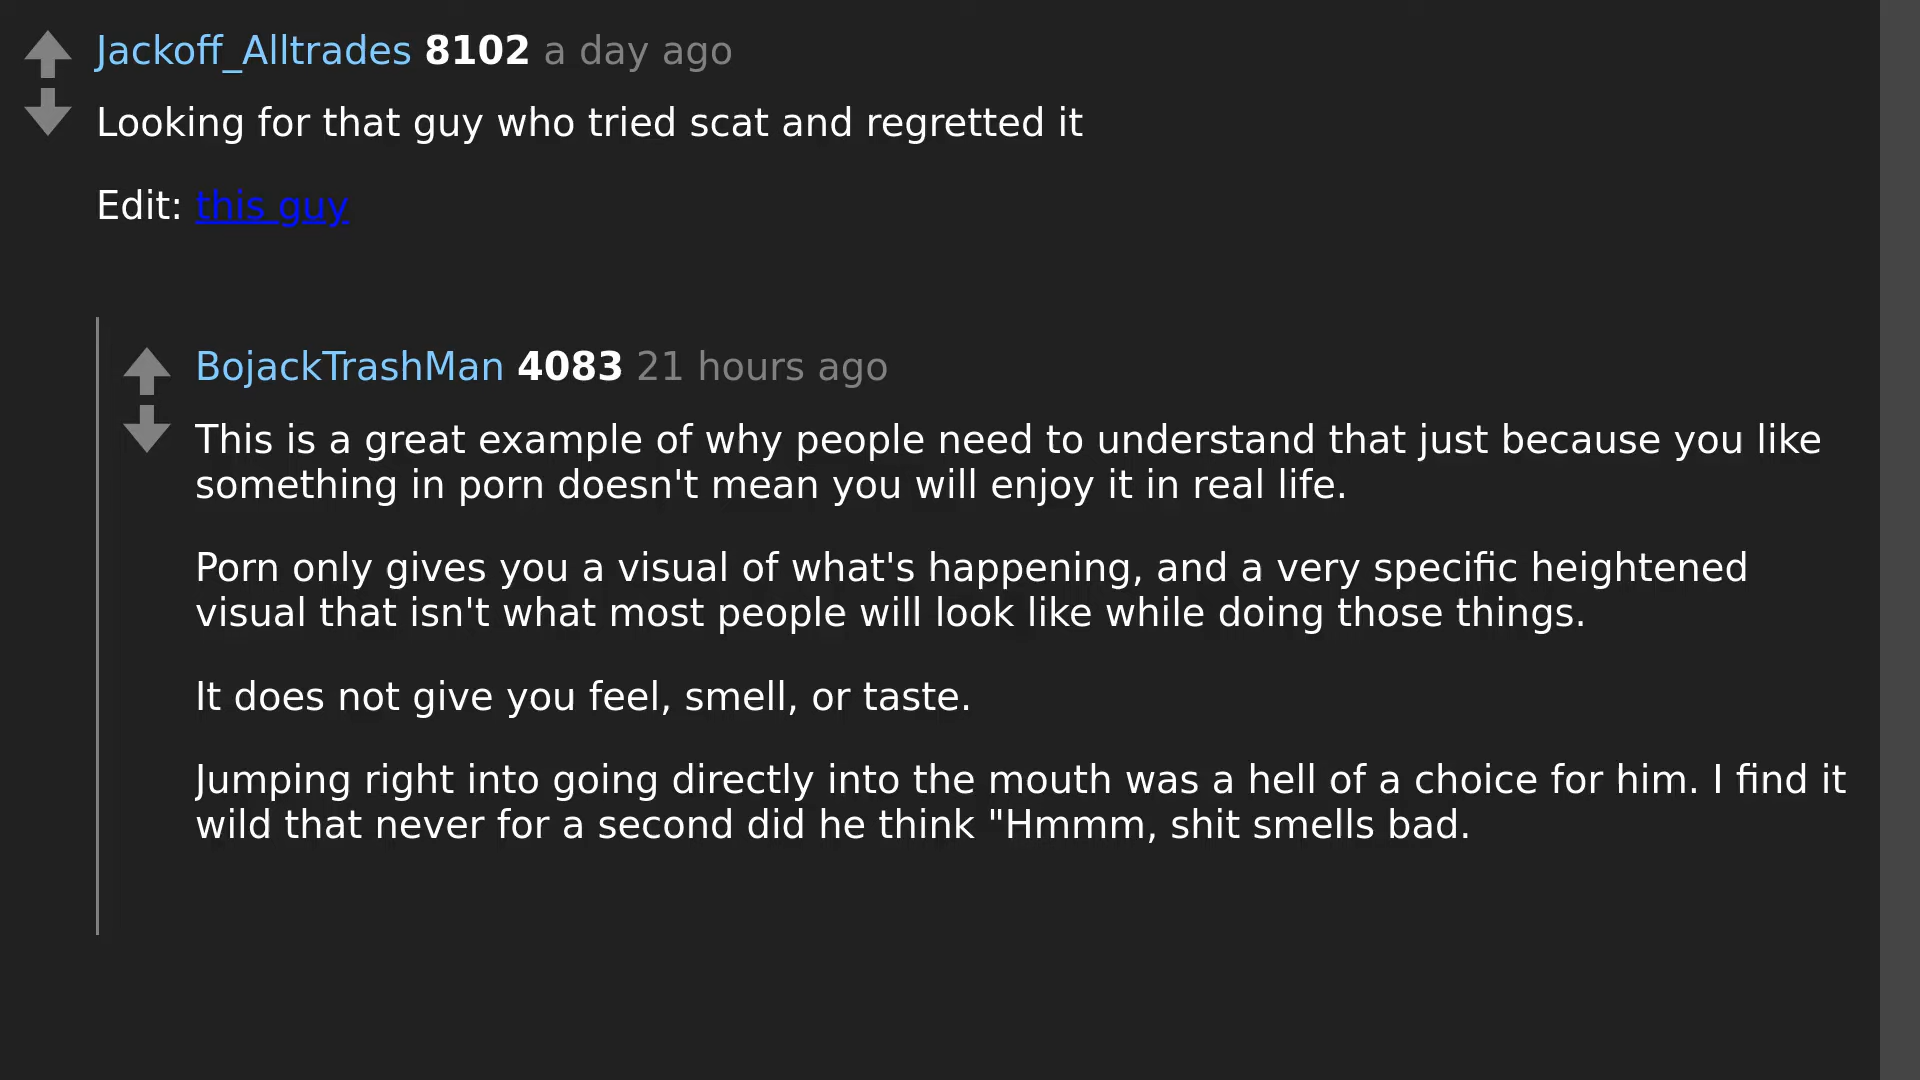 Jackoff_Alltrades 8102 a day ago
Looking for that guy who tried scat and regretted it
Edit: this guy
BojackTrashMan 4083 21 hours ago
This is a great example of why people need to understand that just because you like
something in porn doesn't mean you will enjoy it in real life.
Porn only gives you a visual of what's happening, and a very specific heightened
visual that isn't what most people will look like while doing those things.
It does not give you feel, smell, or taste.
Jumping right into going directly into the mouth was a hell of a choice for him. I find it
wild that never for a second did he think "Hmmm, shit smells bad.